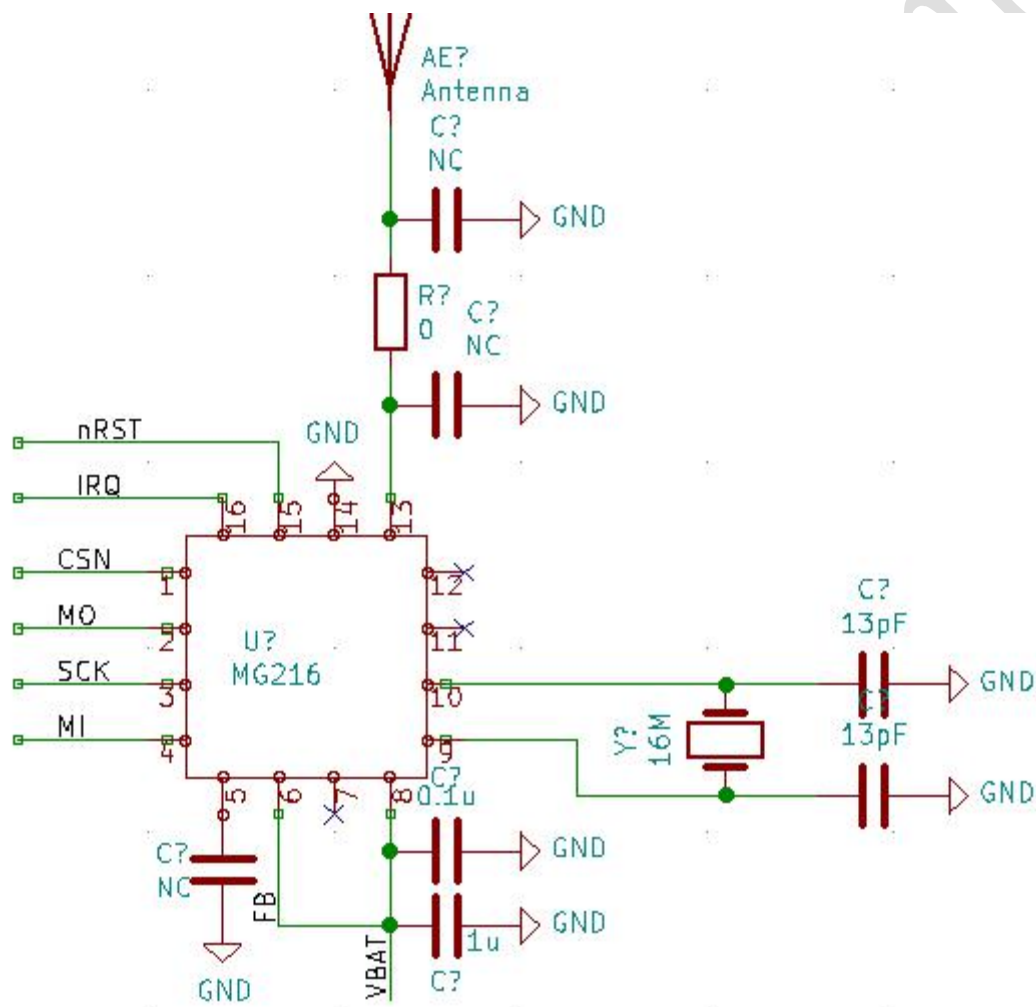 AE?
Antenna
C?
NC
GND
R?
0
C?
NC
GND
nRST
GND
IRQ
16
15
14
13
CSN
1
12
MO
2
11
U?
MG216
SCK
3
10
MI
4
9
C?
13pF
GND
C?
13pF
GND
Y?
16M
5
6
7
8
C?
0.1u
GND
C?
NC
GND
FB
VBAT
1u
C?
GND